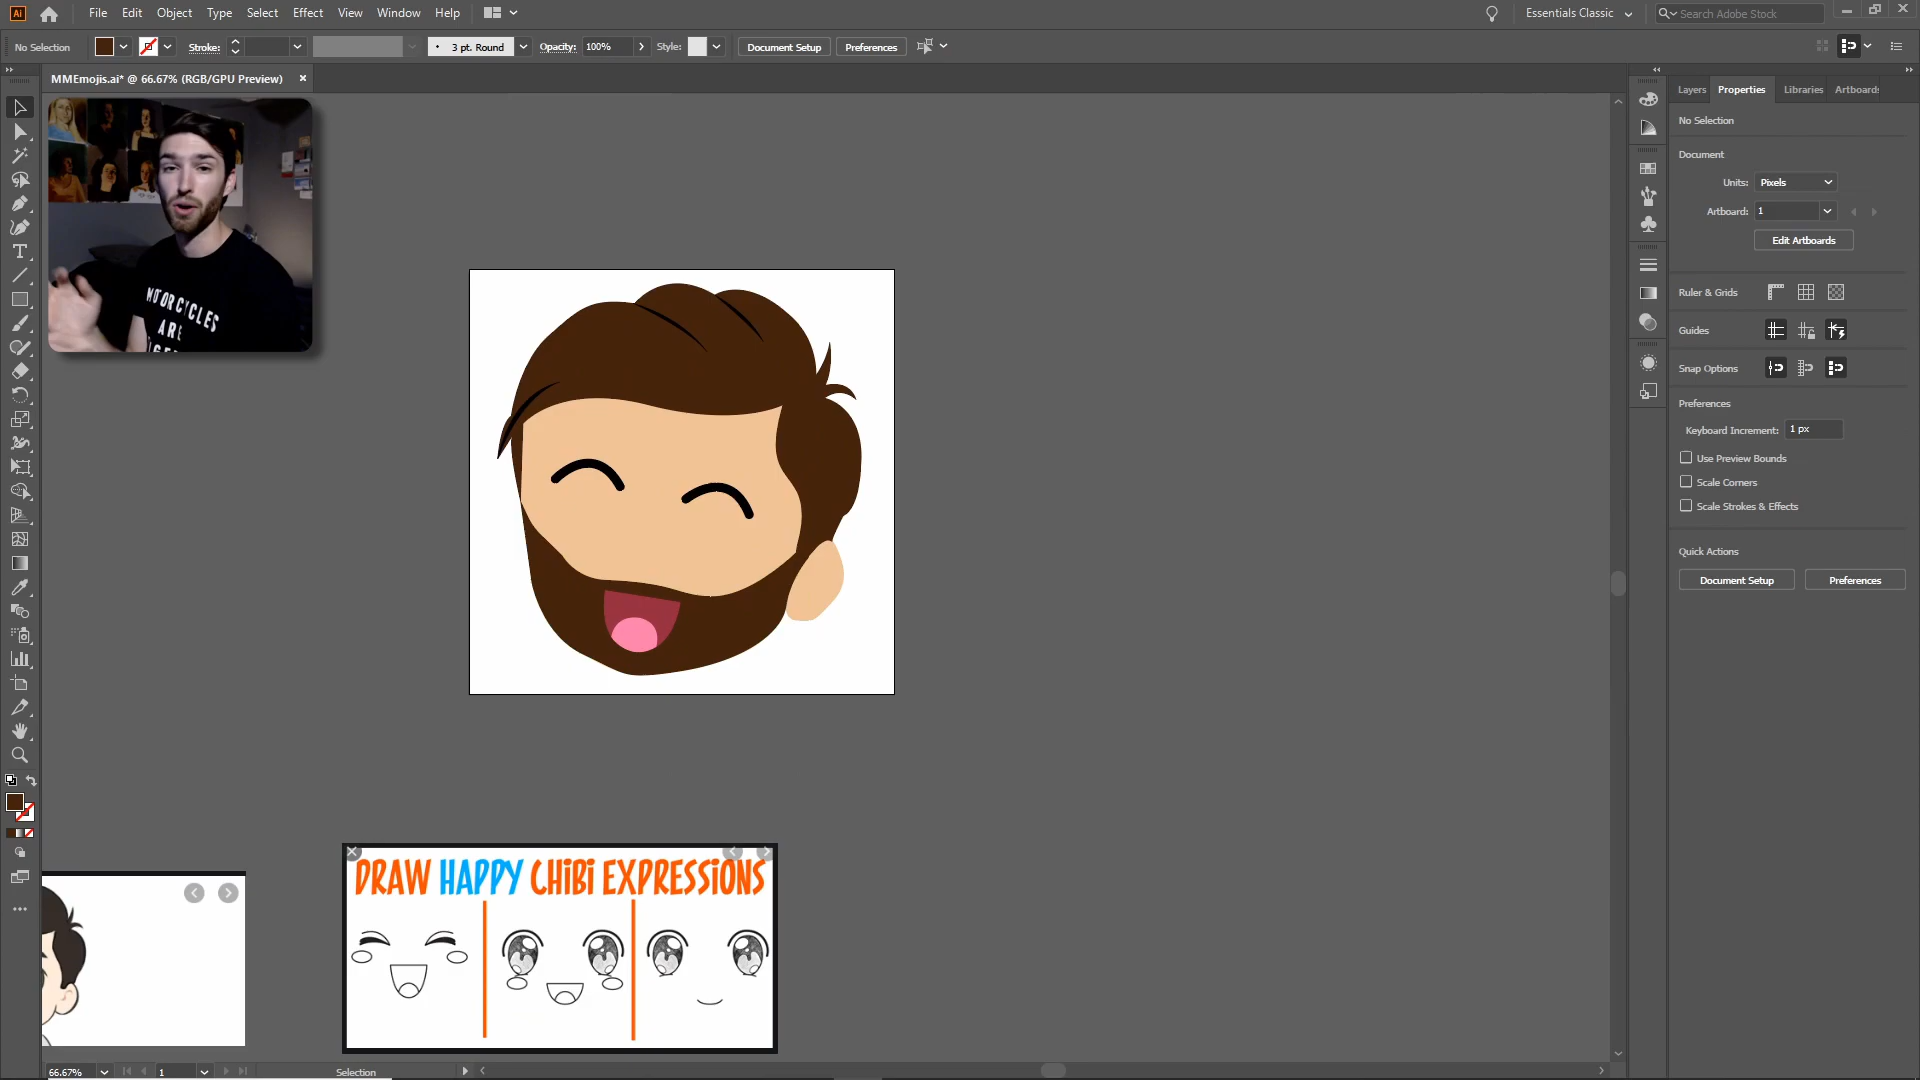 Ai File Edit Object Type Select Effect View Window Help Essentials Classic Search Adobe Stock
No Selection Stroke: 3 pt. Round Opacity: 100% Style: Document Setup Preferences
MMEmojis.ai* @ 66.67% (RGB/GPU Preview)
Layers Properties Libraries Artboards
No Selection
Document
Units: Pixels
Artboard: 1
Edit Artboards
Ruler & Grids
Guides
Snap Options
Preferences
Keyboard Increment: 1 px
Use Preview Bounds
Scale Corners
Scale Strokes & Effects
Quick Actions
Document Setup Preferences
MOTORCYCLES
ARE
DRAW HAPPY CHiBi EXPRESSiONS
66.67% 1 Selection